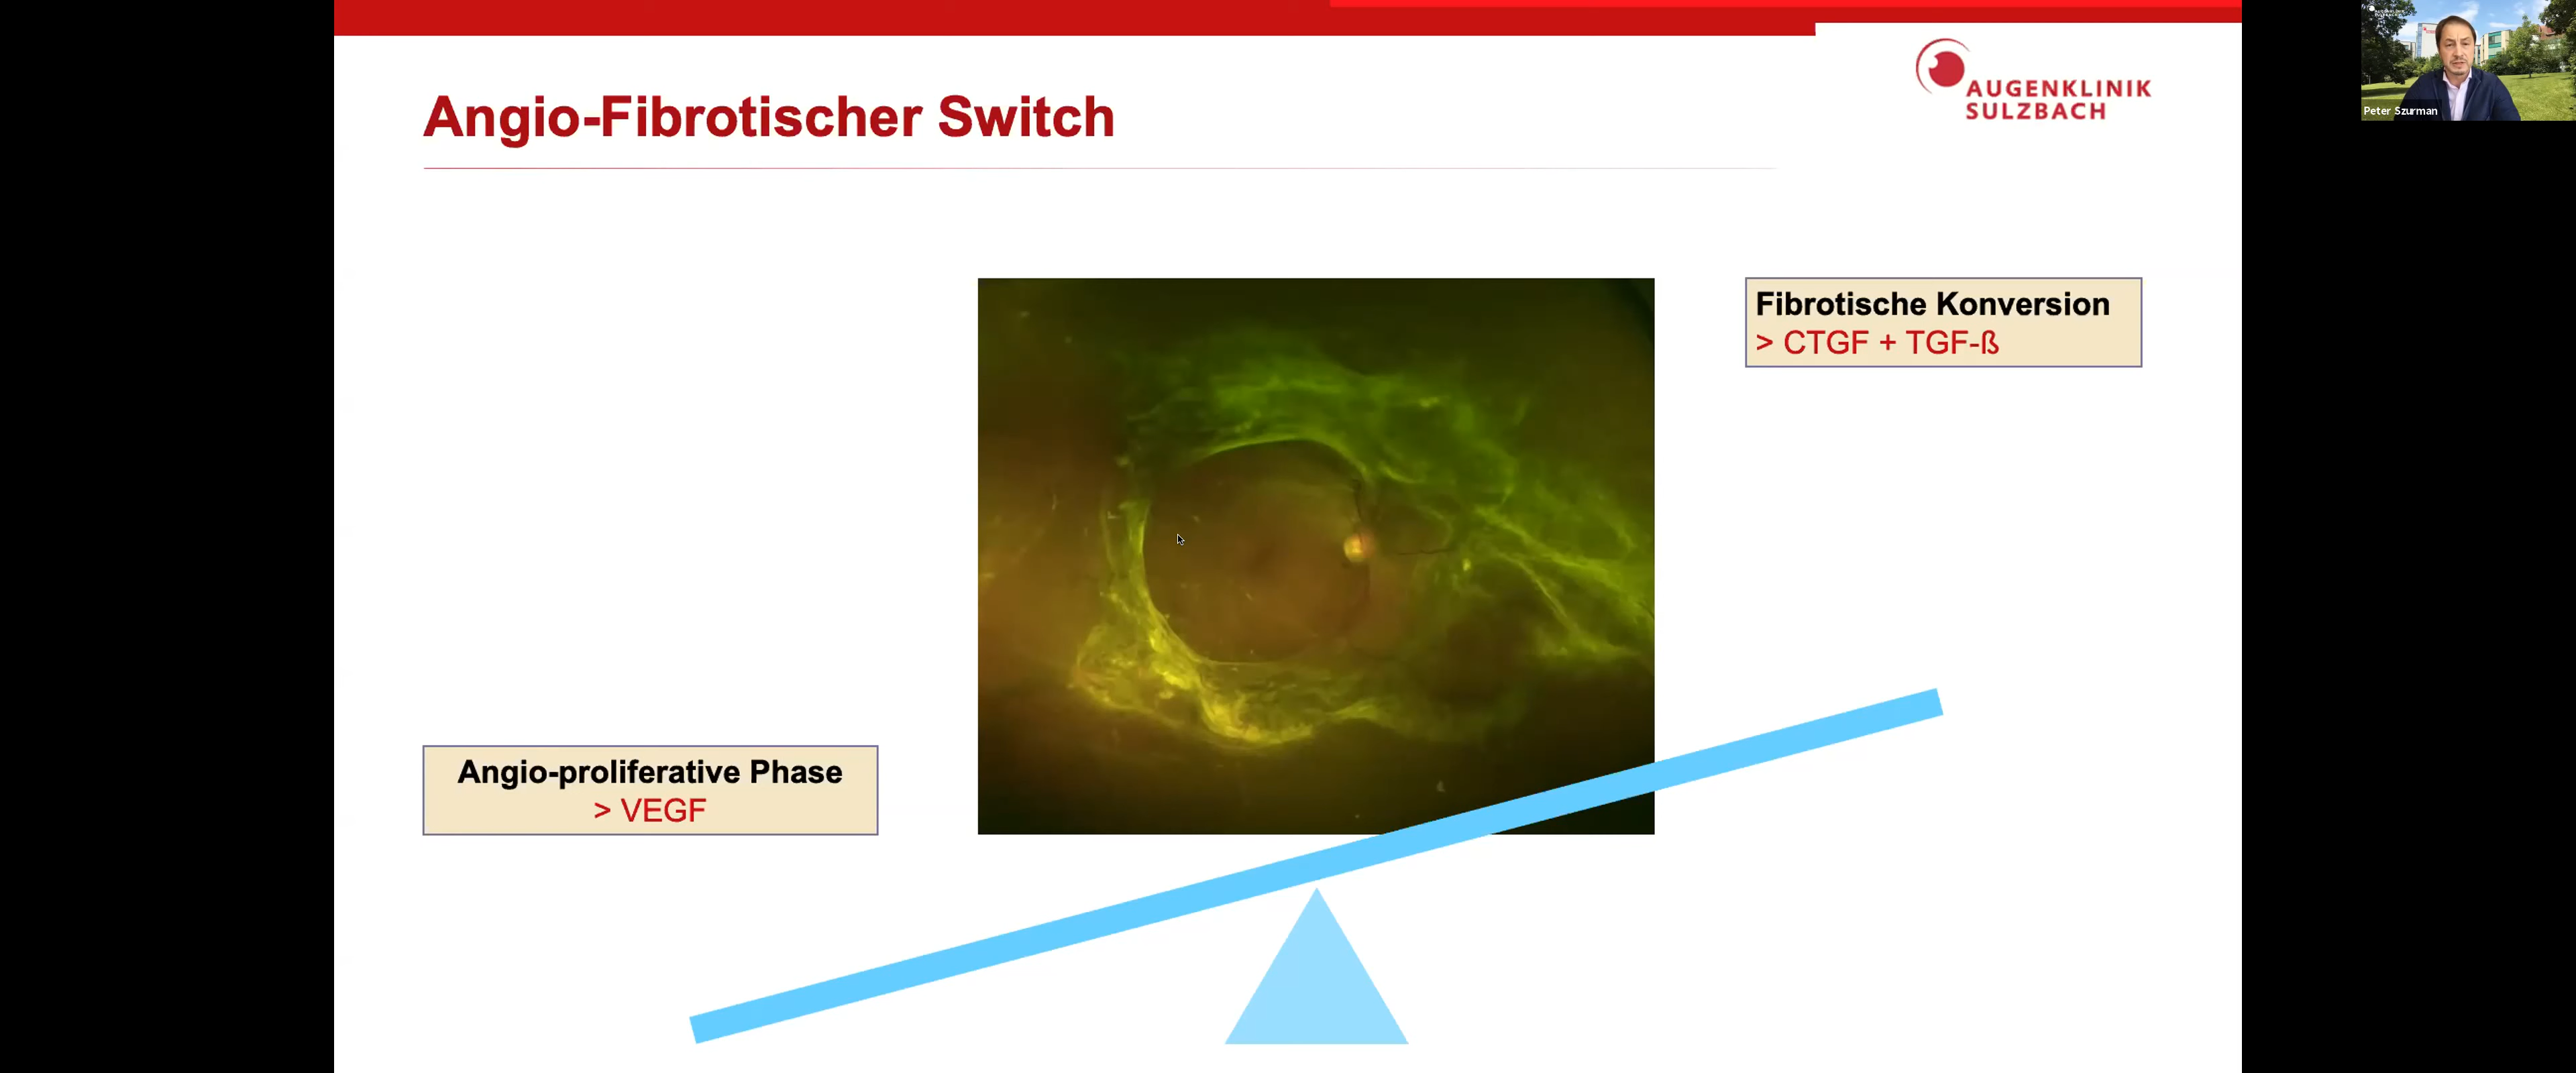 Angio-Fibrotischer Switch
AUGENKLINIK
SULZBACH
Peter Szurman
Fibrotische Konversion
> CTGF + TGF-ß
Angio-proliferative Phase
> VEGF